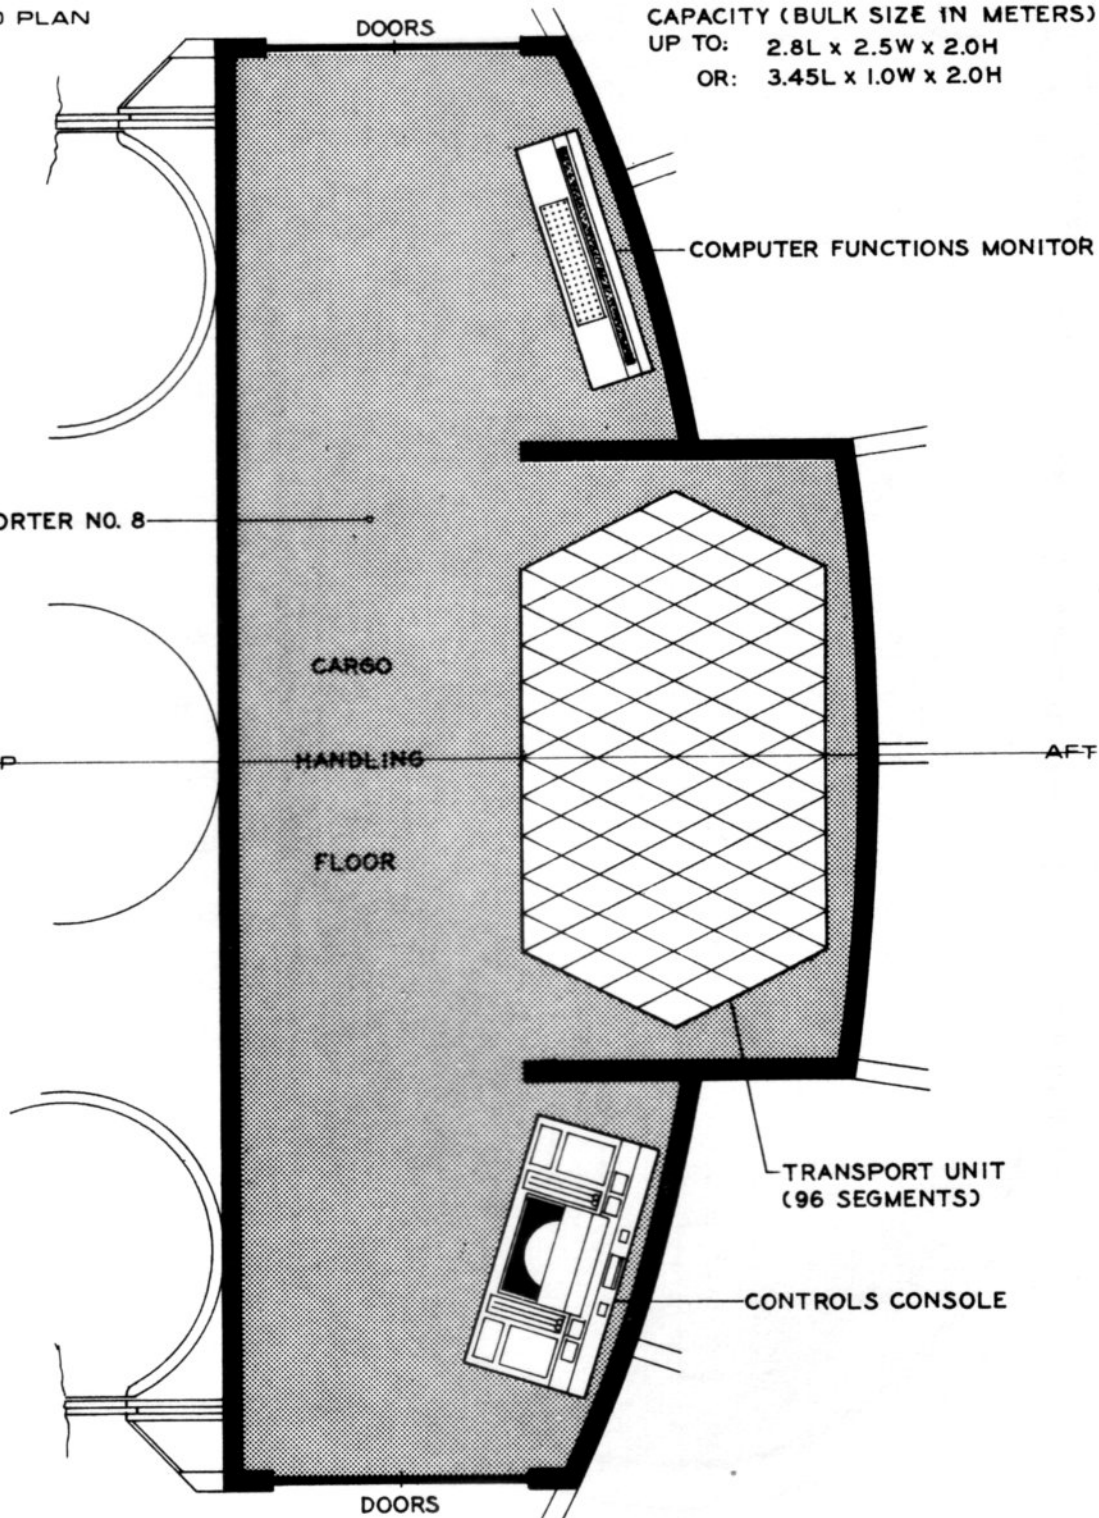 PLAN
DOORS
CAPACITY (BULK SIZE IN METERS)
UP TO: 2.8L x 2.5W x 2.0H
OR: 3.45L x 1.0W x 2.0H
COMPUTER FUNCTIONS MONITOR
ORTER NO. 8
CARGO
HANDLING
FLOOR
AFT
TRANSPORT UNIT
(96 SEGMENTS)
CONTROLS CONSOLE
DOORS